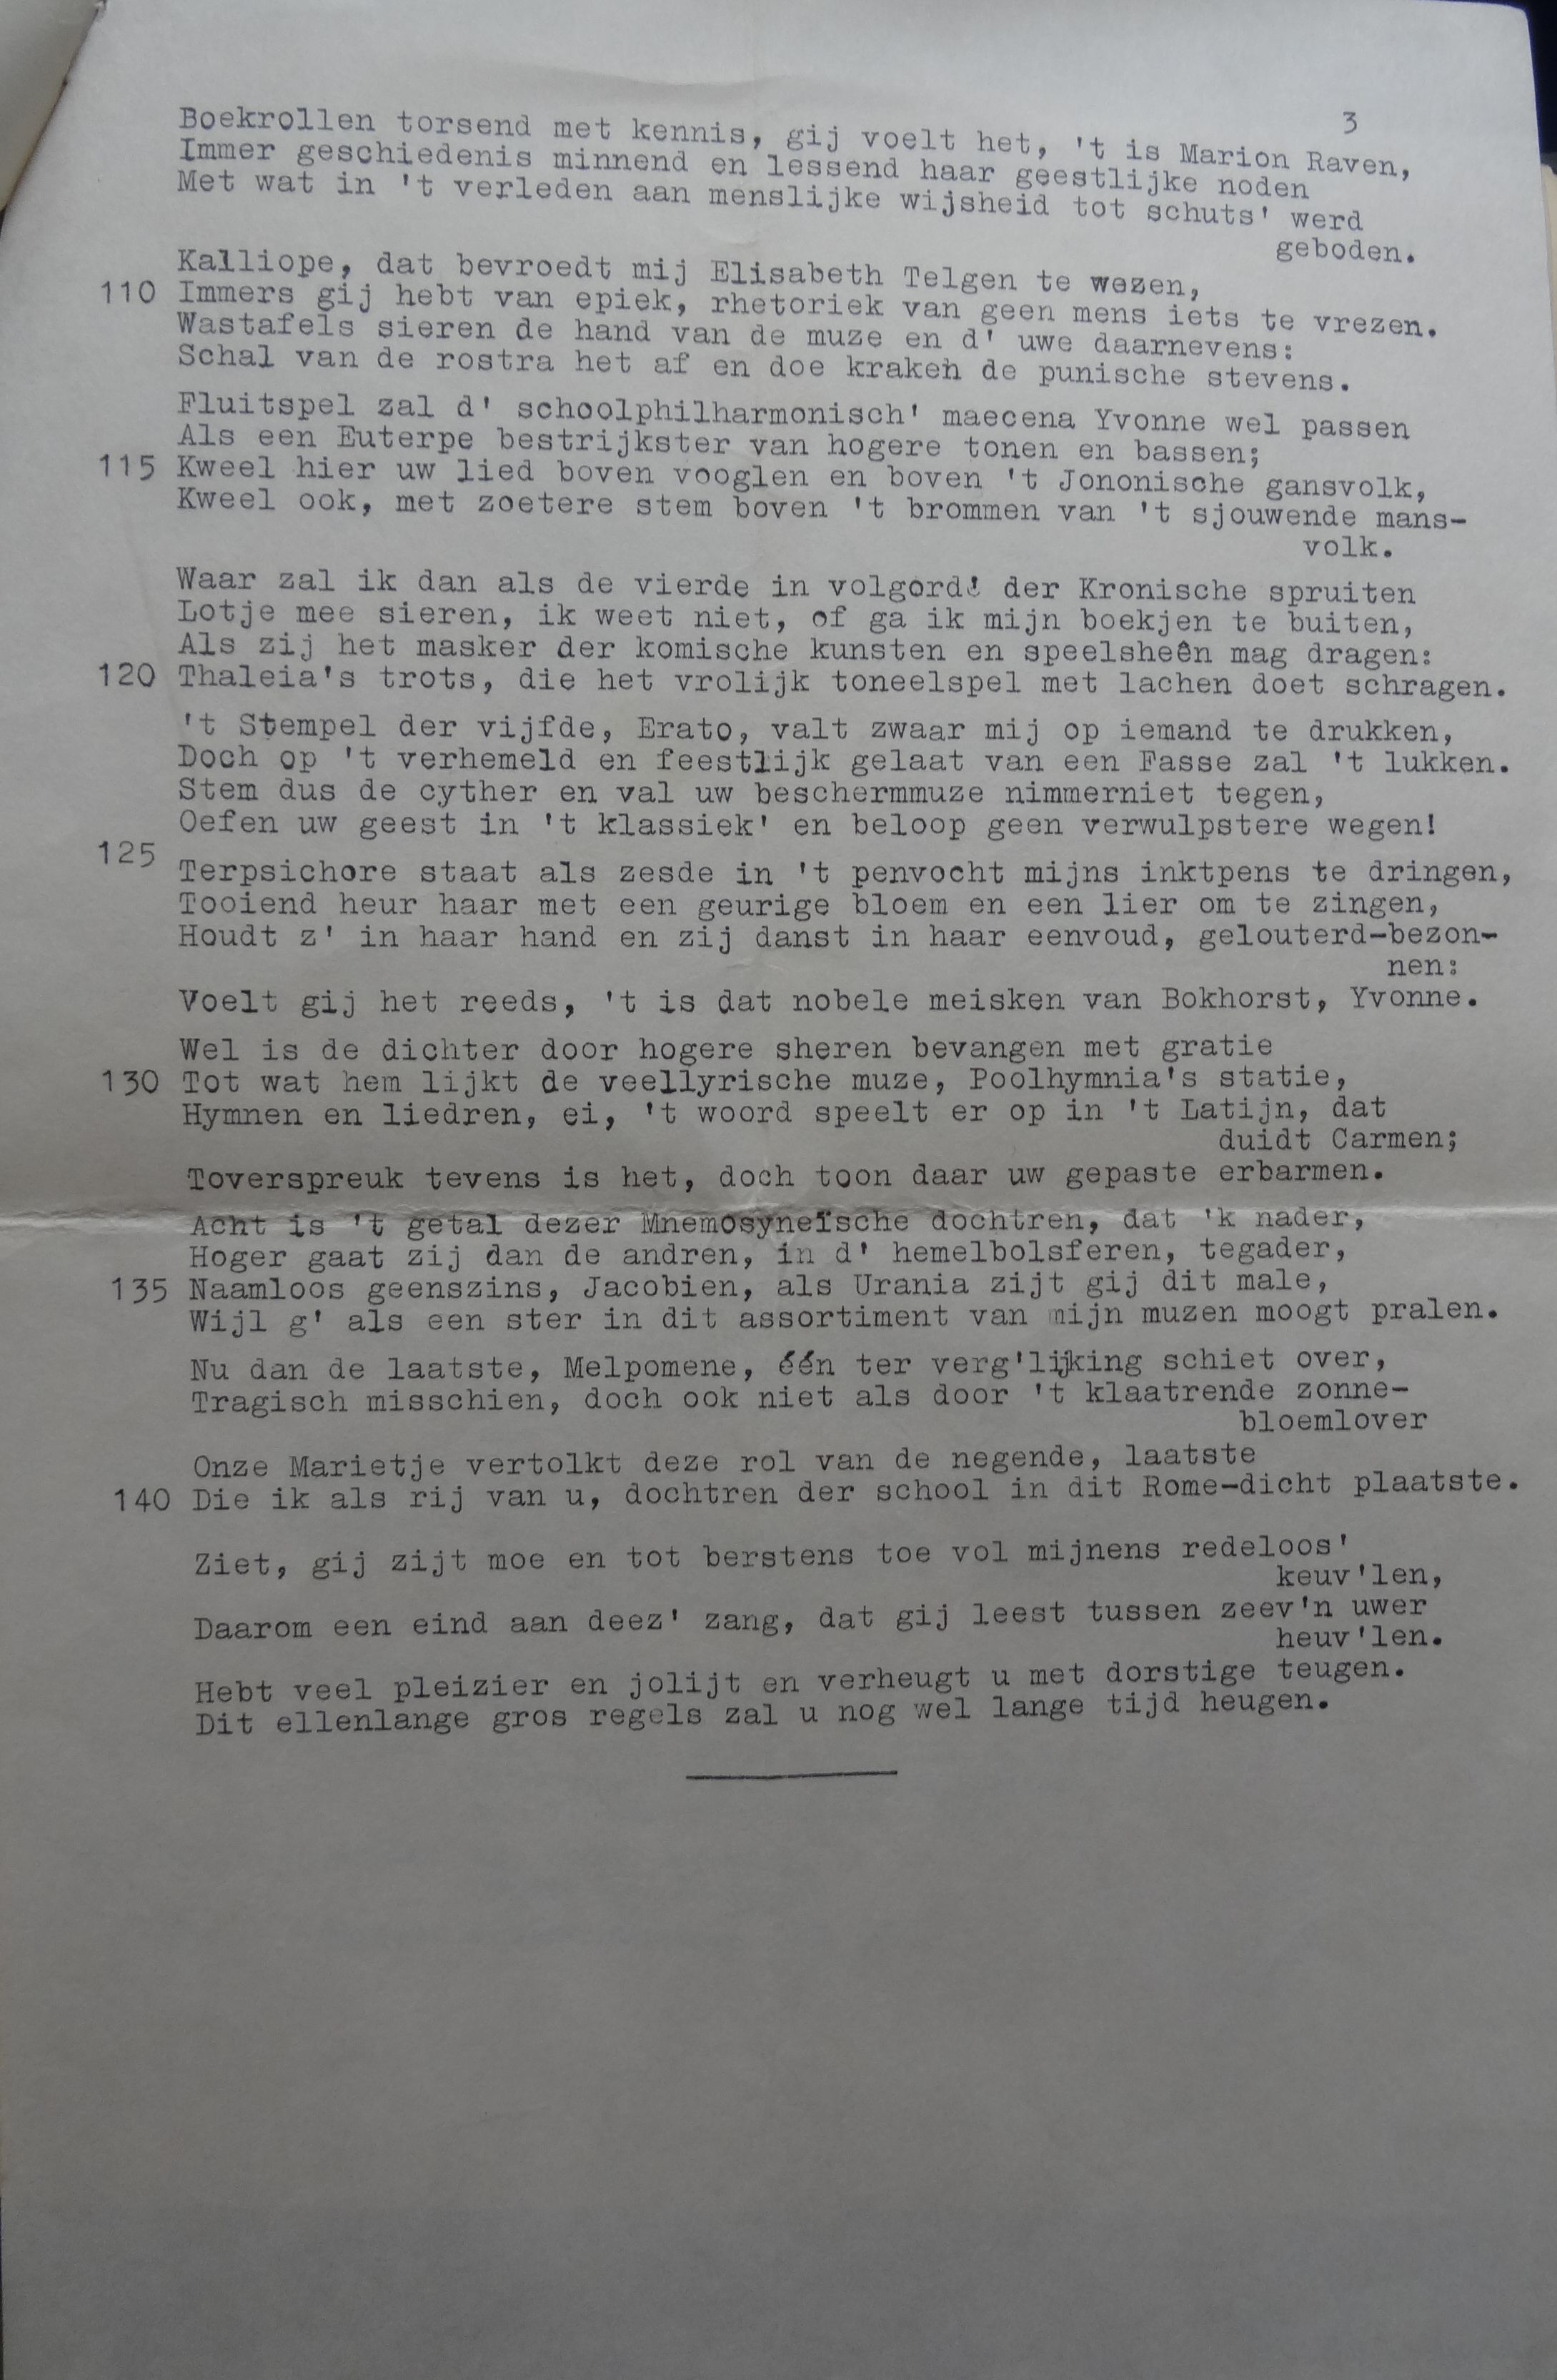 3
Boekrollen torsend met kennis, gij voelt het, 't is Marion Raven,
Immer geschiedenis minnend en lessend haar geestlijke noden
Met wat in 't verleden aan menslijke wijsheid tot schuts' werd
geboden.
Kalliope, dat bevroedt mij Elisabeth Telgen te wezen,
110 Immers gij hebt van epiek, rhetoriek van geen mens iets te vrezen.
Wastafels sieren de hand van de muze en d' uwe daarnevens:
Schal van de rostra het af en doe kraken de punische stevens.
Fluitspel zal d' schoolphilharmonisch' maecena Yvonne wel passen
Als een Euterpe bestrijkster van hogere tonen en bassen;
115 Kweel hier uw lied boven vooglen en boven 't Jononische gansvolk,
Kweel ook, met zoetere stem boven 't brommen van 't sjouwende mans-
volk.
Waar zal ik dan als de vierde in volgord' der Kronische spruiten
Lotje mee sieren, ik weet niet, of ga ik mijn boekjen te buiten,
Als zij het masker der komische kunsten en speelsheên mag dragen:
120 Thaleia's trots, die het vrolijk toneelspel met lachen doet schragen.
't Stempel der vijfde, Erato, valt zwaar mij op iemand te drukken,
Doch op 't verhemeld en feestlijk gelaat van een Fasse zal 't lukken.
Stem dus de cyther en val uw beschermmuze nimmerniet tegen,
Oefen uw geest in 't klassiek' en beloop geen verwulpstere wegen!
125
Terpsichore staat als zesde in 't penvocht mijns inktpens te dringen,
Tooiend heur haar met een geurige bloem en een lier om te zingen,
Houdt z' in haar hand en zij danst in haar eenvoud, gelouterd-bezon-
nen:
Voelt gij het reeds, 't is dat nobele meisken van Bokhorst, Yvonne.
Wel is de dichter door hogere sheren bevangen met gratie
130 Tot wat hem lijkt de veellyrische muze, Poolhymnia's statie,
Hymnen en liedren, ei, 't woord speelt er op in 't Latijn, dat
duidt Carmen;
Toverspreuk tevens is het, doch toon daar uw gepaste erbarmen.
Acht is 't getal dezer Mnemosyneïsche dochtren, dat 'k nader,
Hoger gaat zij dan de andren, in d' hemelbolsferen, tegader,
135 Naamloos geenszins, Jacobien, als Urania zijt gij dit male,
Wijl g' als een ster in dit assortiment van mijn muzen moogt pralen.
Nu dan de laatste, Melpomene, één ter verg'lijking schiet over,
Tragisch misschien, doch ook niet als door 't klaatrende zonne-
bloemlover
Onze Marietje vertolkt deze rol van de negende, laatste
140 Die ik als rij van u, dochtren der school in dit Rome-dicht plaatste.
Ziet, gij zijt moe en tot berstens toe vol mijnens redeloos'
keuv'len,
Daarom een eind aan deez' zang, dat gij leest tussen zeev'n uwer
heuv'len.
Hebt veel pleizier en jolijt en verheugt u met dorstige teugen.
Dit ellenlange gros regels zal u nog wel lange tijd heugen.